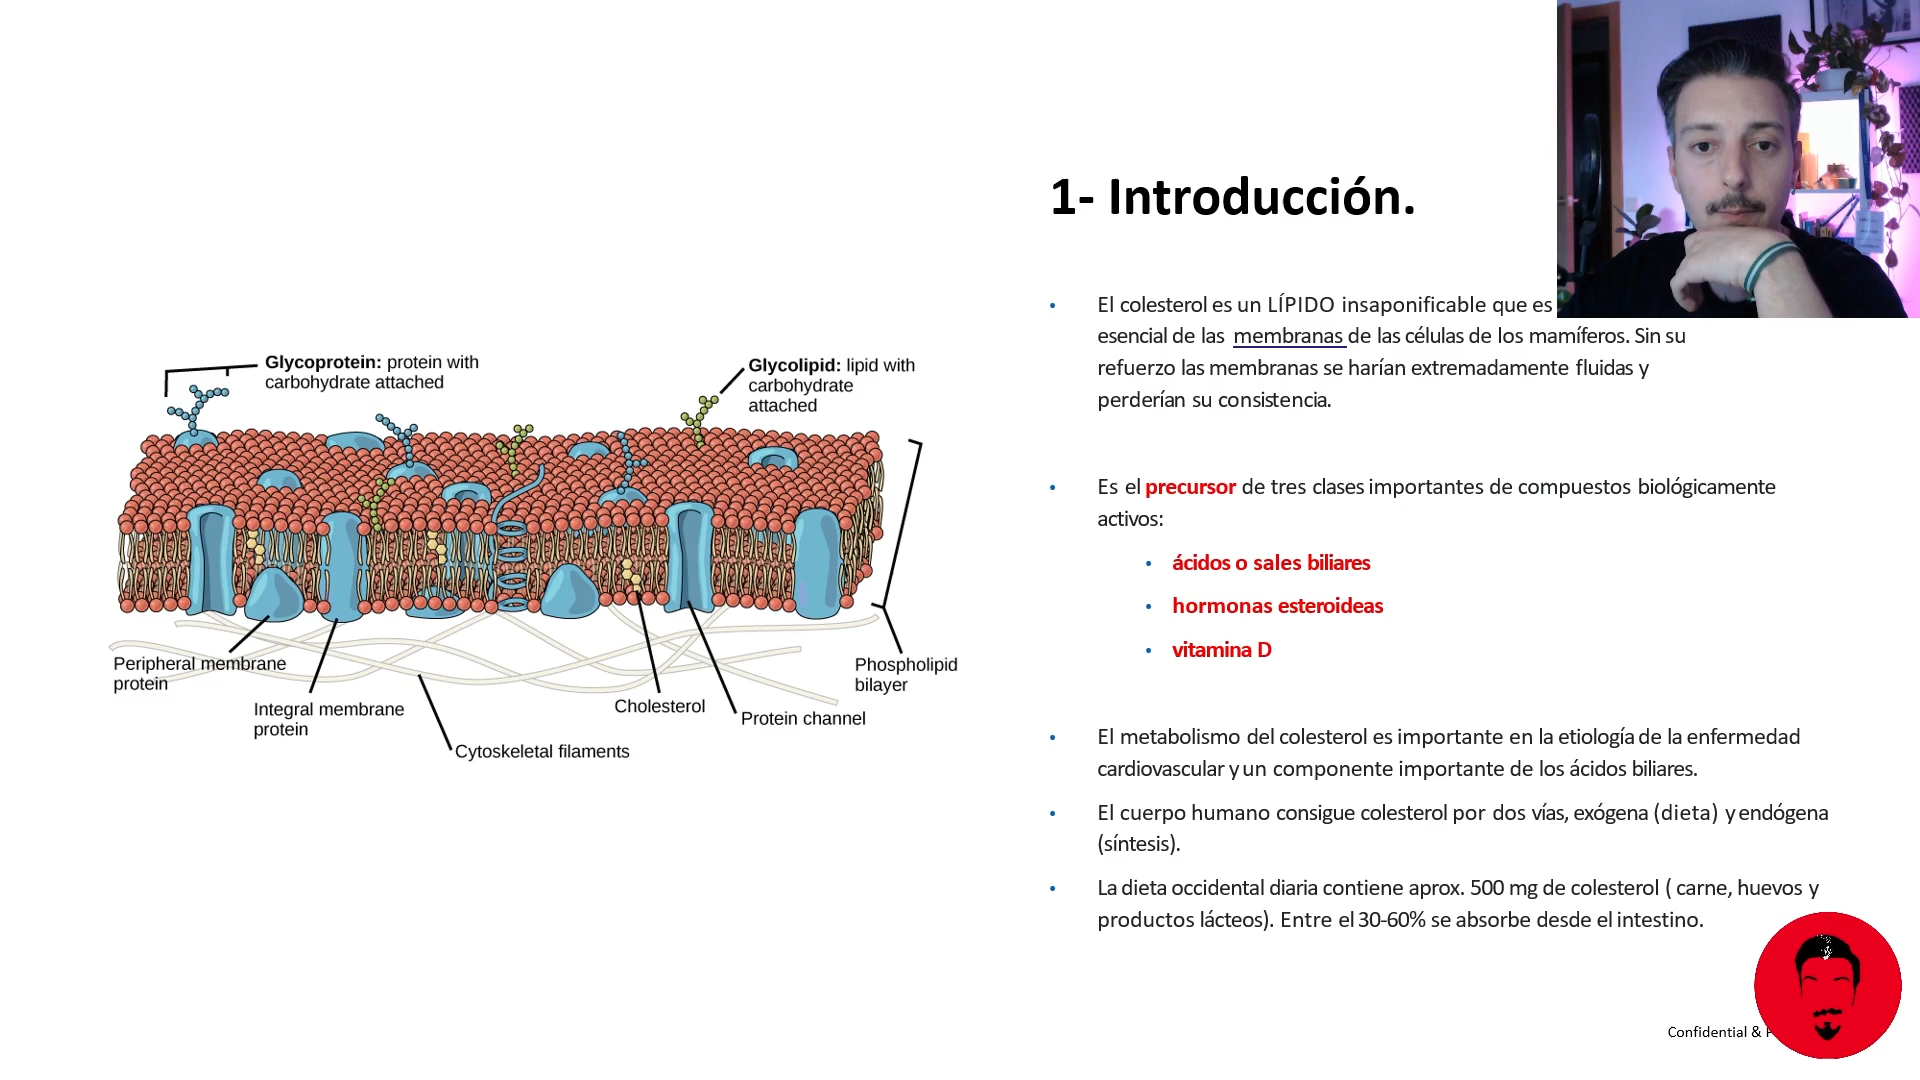 Glycoprotein: protein with
carbohydrate attached
Glycolipid: lipid with
carbohydrate
attached
Peripheral membrane
protein
Integral membrane
protein
Cytoskeletal filaments
Cholesterol
Protein channel
Phospholipid
bilayer
1- Introducción.
• El colesterol es un LÍPIDO insaponificable que es
esencial de las membranas de las células de los mamíferos. Sin su
refuerzo las membranas se harían extremadamente fluidas y
perderían su consistencia.
• Es el precursor de tres clases importantes de compuestos biológicamente
activos:
• ácidos o sales biliares
• hormonas esteroideas
• vitamina D
• El metabolismo del colesterol es importante en la etiología de la enfermedad
cardiovascular y un componente importante de los ácidos biliares.
• El cuerpo humano consigue colesterol por dos vías, exógena (dieta) y endógena
(síntesis).
• La dieta occidental diaria contiene aprox. 500 mg de colesterol ( carne, huevos y
productos lácteos). Entre el 30-60% se absorbe desde el intestino.
Confidential &